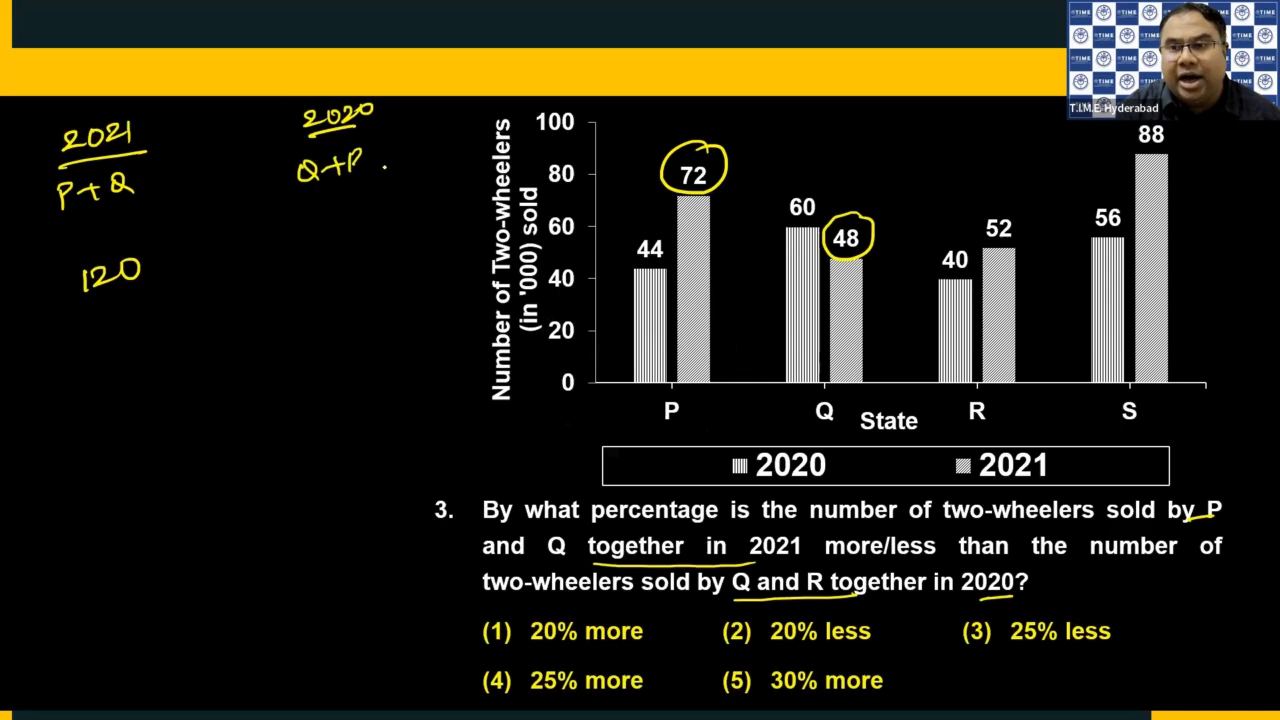 TIME
T.I.M.E Hyderabad
2021
P+Q
120
2020
Q+P.
Number of Two-wheelers
(in '000) sold
100
80
60
40
20
0
44
72
60
48
40
52
56
88
P
Q
R
S
State
2020
2021
3. By what percentage is the number of two-wheelers sold by P
and Q together in 2021 more/less than the number of
two-wheelers sold by Q and R together in 2020?
(1) 20% more
(2) 20% less
(3) 25% less
(4) 25% more
(5) 30% more